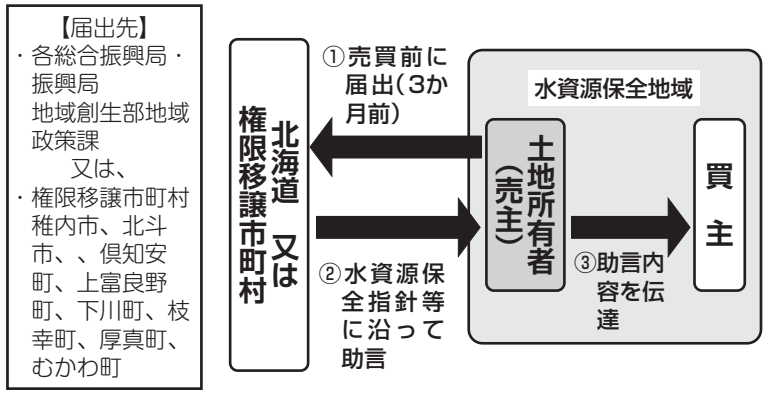 【届出先】
・各総合振興局・
振興局
地域創生部地域
政策課
又は、
・権限移譲市町村
稚内市、北斗
市、、倶知安
町、上富良野
町、下川町、枝
幸町、厚真町、
むかわ町
北海道 又は
権限移譲市町村
①売買前に
届出(3か
月前)
②水資源保
全指針等
に沿って
助言
水資源保全地域
土地所有者
(売主)
③助言内
容を伝
達
買主